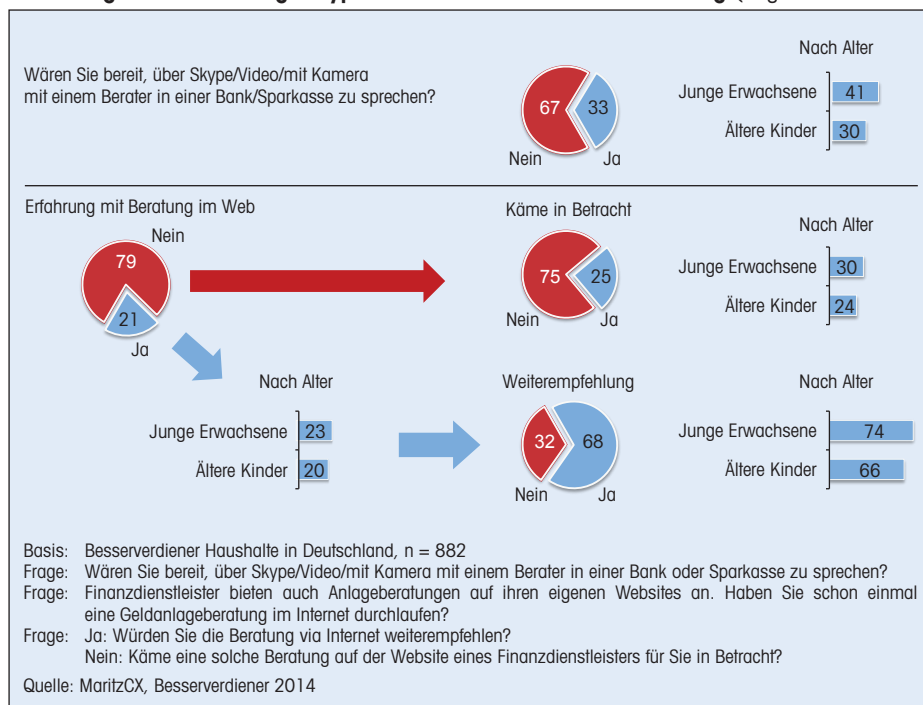 Wären Sie bereit, über Skype/Video/mit Kamera
mit einem Berater in einer Bank/Sparkasse zu sprechen?
67
33
Nein
Ja
Nach Alter
Junge Erwachsene 41
Ältere Kinder 30
Erfahrung mit Beratung im Web
Nein
79
21
Ja
Käme in Betracht
75
25
Nein
Ja
Nach Alter
Junge Erwachsene 30
Ältere Kinder 24
Nach Alter
Junge Erwachsene 23
Ältere Kinder 20
Weiterempfehlung
32
68
Nein
Ja
Nach Alter
Junge Erwachsene 74
Ältere Kinder 66
Basis: Besserverdiener Haushalte in Deutschland, n = 882
Frage: Wären Sie bereit, über Skype/Video/mit Kamera mit einem Berater in einer Bank oder Sparkasse zu sprechen?
Frage: Finanzdienstleister bieten auch Anlageberatungen auf ihren eigenen Websites an. Haben Sie schon einmal
eine Geldanlageberatung im Internet durchlaufen?
Frage: Ja: Würden Sie die Beratung via Internet weiterempfehlen?
Nein: Käme eine solche Beratung auf der Website eines Finanzdienstleisters für Sie in Betracht?
Quelle: MaritzCX, Besserverdiener 2014